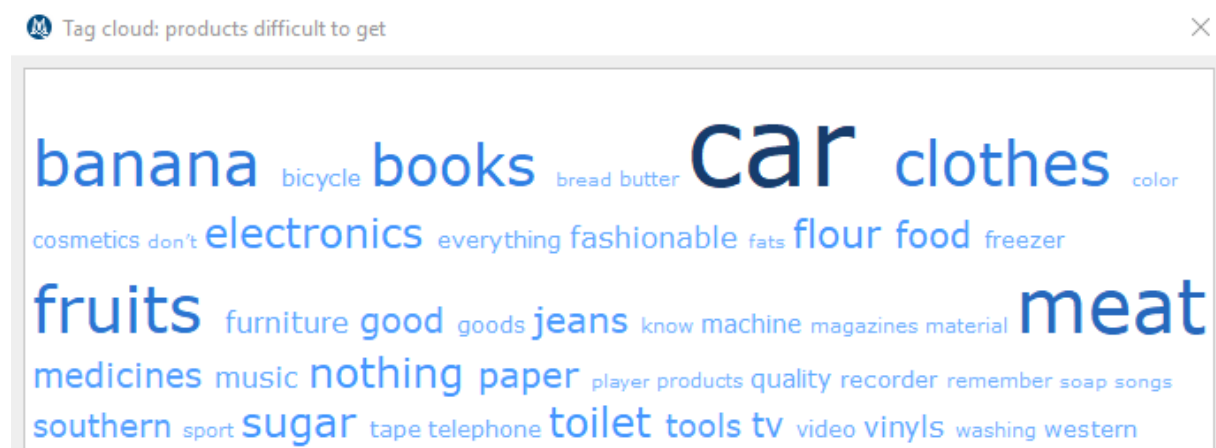 Tag cloud: products difficult to get
banana bicycle books bread butter car clothes color
cosmetics don't electronics everything fashionable fats flour food freezer
fruits furniture good goods jeans know machine magazines material meat
medicines music nothing paper player products quality recorder remember soap songs
southern sport sugar tape telephone toilet tools tv video vinyls washing western